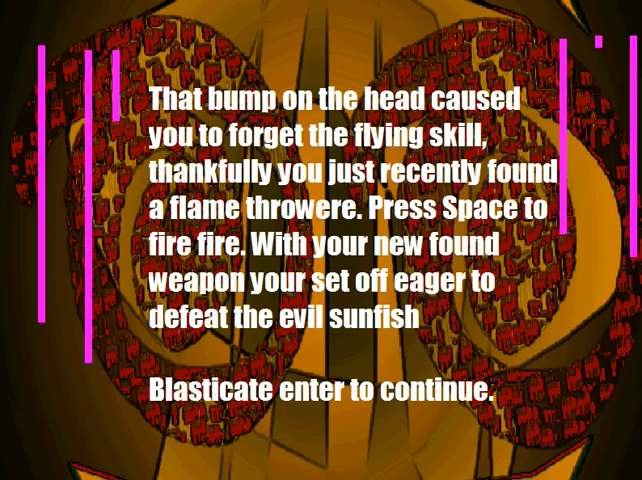 That bump on the head caused
you to forget the flying skill,
thankfully you just recently found
a flame throwere. Press Space to
fire fire. With your new found
weapon your set off eager to
defeat the evil sunfish
Blasticate enter to continue.